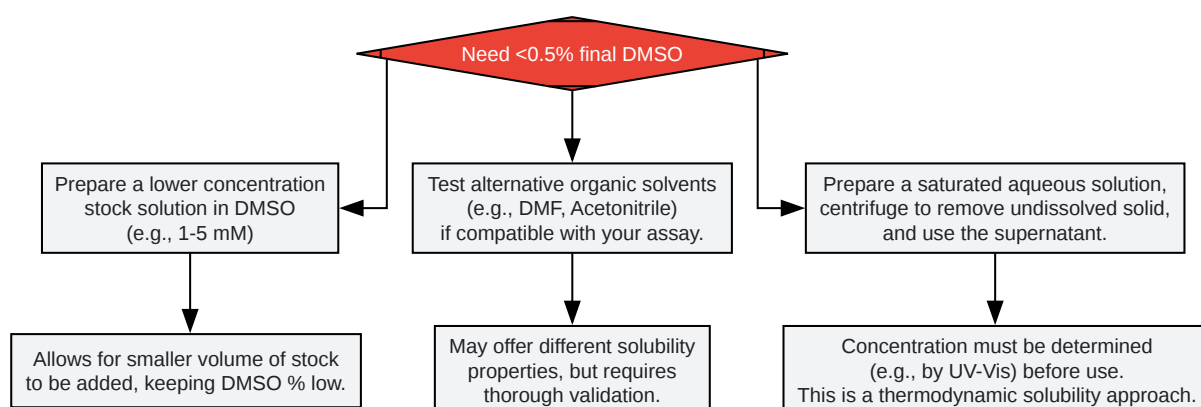 Need <0.5% final DMSO
Prepare a lower concentration
stock solution in DMSO
(e.g., 1-5 mM)
Test alternative organic solvents
(e.g., DMF, Acetonitrile)
if compatible with your assay.
Prepare a saturated aqueous solution,
centrifuge to remove undissolved solid,
and use the supernatant.
Allows for smaller volume of stock
to be added, keeping DMSO % low.
May offer different solubility
properties, but requires
thorough validation.
Concentration must be determined
(e.g., by UV-Vis) before use.
This is a thermodynamic solubility approach.